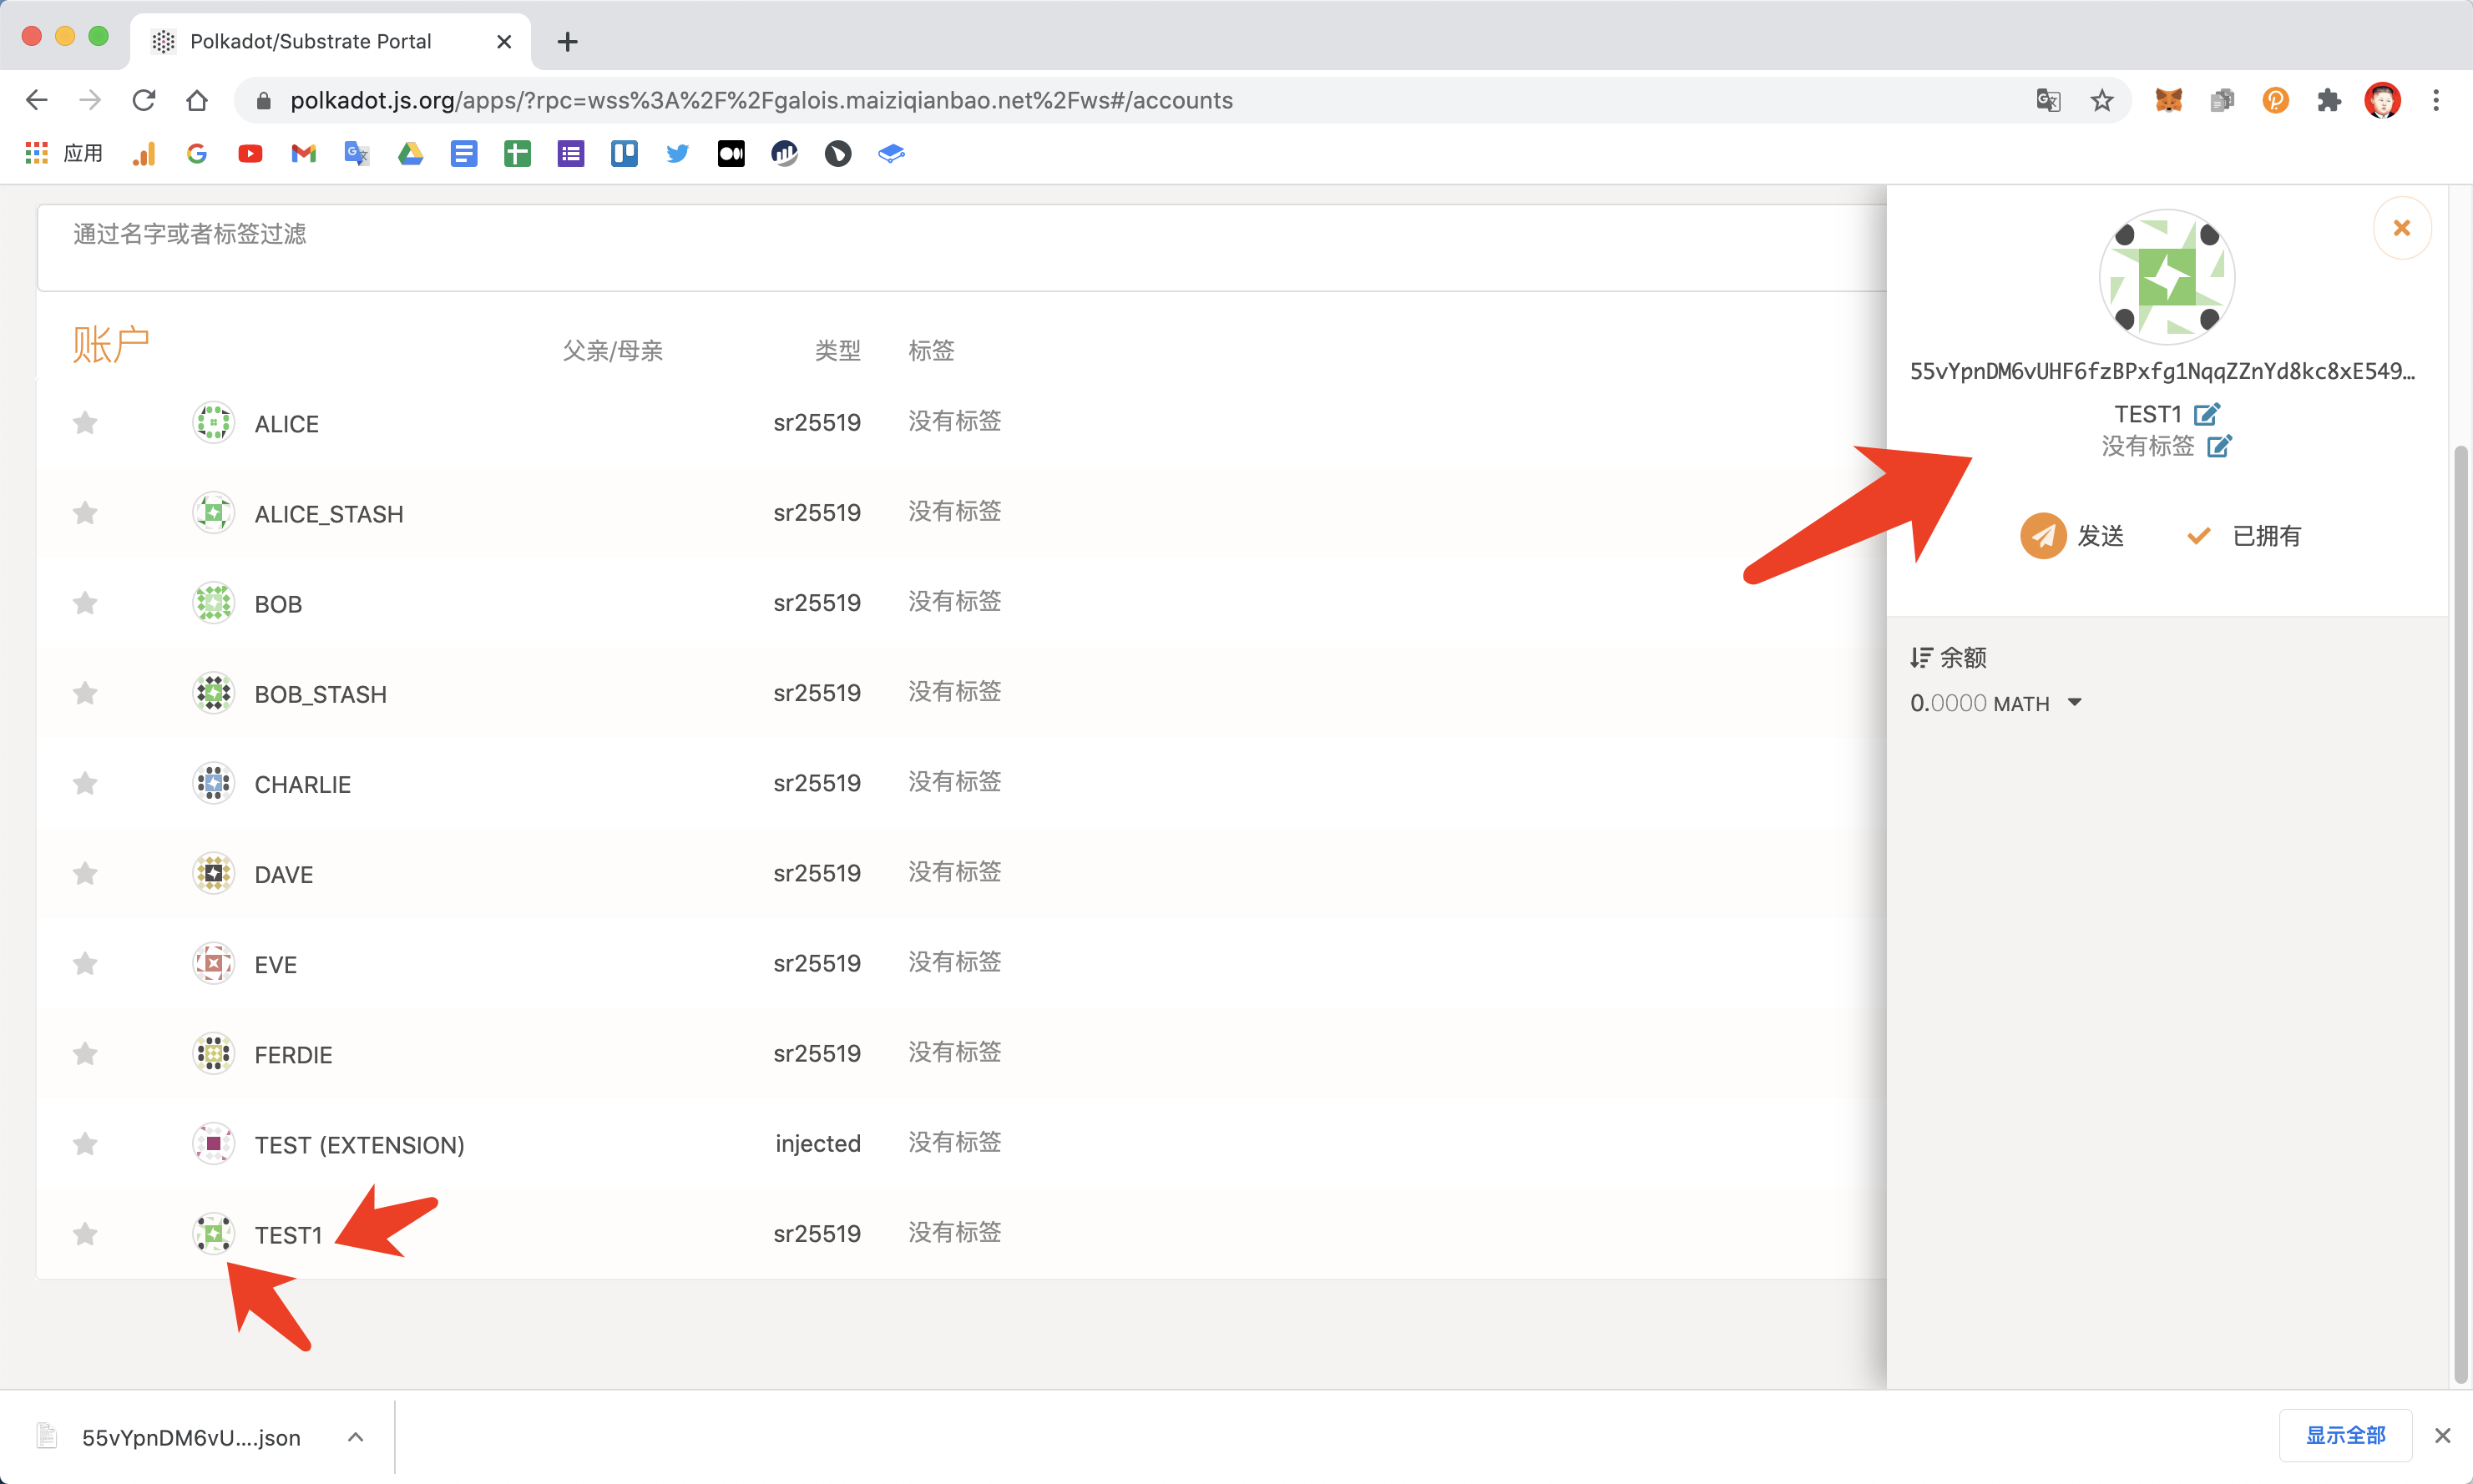 Polkadot/Substrate Portal
polkadot.js.org/apps/?rpc=wss%3A%2F%2Fgalois.maiziqianbao.net%2Fws#/accounts
应用
通过名字或者标签过滤
账户 父亲/母亲 类型 标签
ALICE sr25519 没有标签
ALICE_STASH sr25519 没有标签
BOB sr25519 没有标签
BOB_STASH sr25519 没有标签
CHARLIE sr25519 没有标签
DAVE sr25519 没有标签
EVE sr25519 没有标签
FERDIE sr25519 没有标签
TEST (EXTENSION) injected 没有标签
TEST1 sr25519 没有标签
55vYpnDM6vUHF6fzBPxfg1NqqZZnYd8kc8xE549…
TEST1
没有标签
发送 已拥有
余额
0.0000 MATH
55vYpnDM6vU....json
显示全部